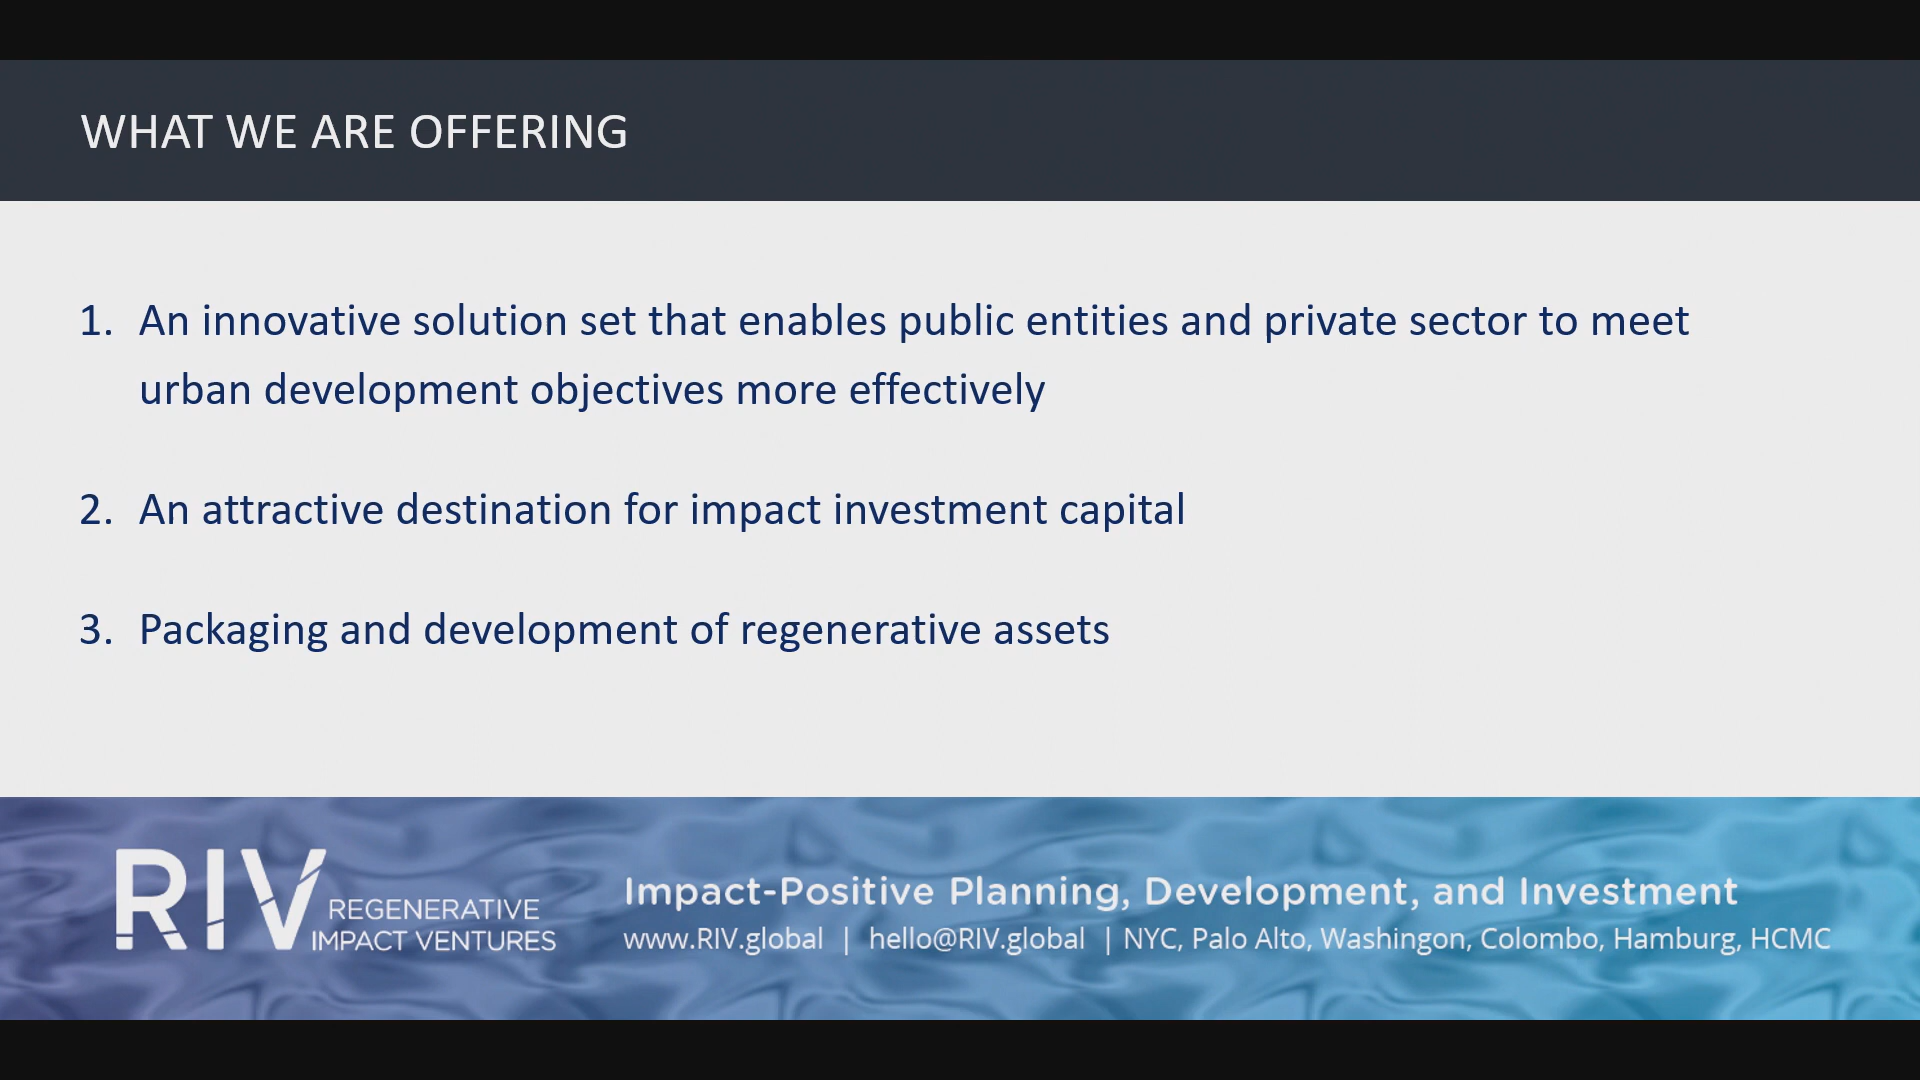 WHAT WE ARE OFFERING
1. An innovative solution set that enables public entities and private sector to meet
urban development objectives more effectively
2. An attractive destination for impact investment capital
3. Packaging and development of regenerative assets
RIV REGENERATIVE
IMPACT VENTURES
Impact-Positive Planning, Development, and Investment
www.RIV.global | hello@RIV.global | NYC, Palo Alto, Washingon, Colombo, Hamburg, HCMC